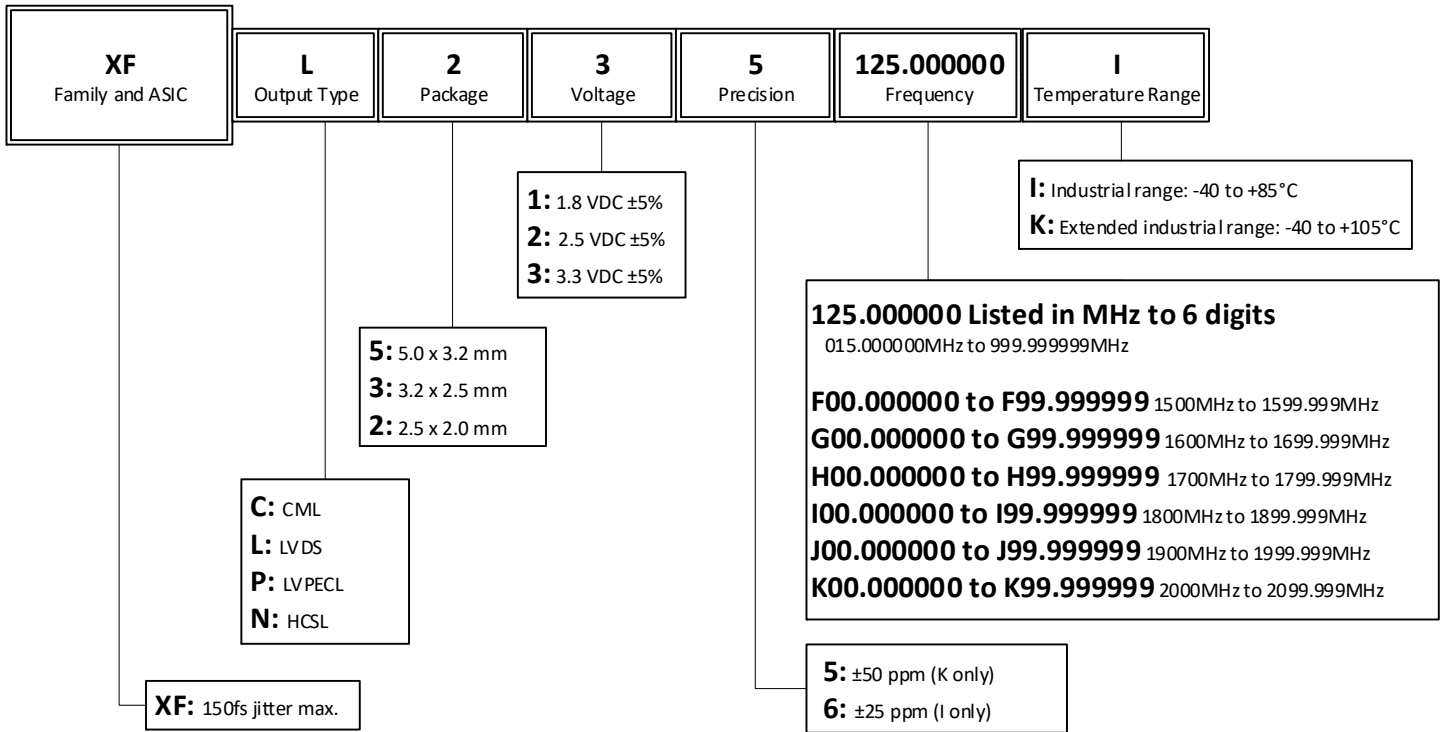 XF
Family and ASIC
L
Output Type
2
Package
3
Voltage
5
Precision
125.000000
Frequency
I
Temperature Range
I: Industrial range: -40 to +85°C
K: Extended industrial range: -40 to +105°C
1: 1.8 VDC ±5%
2: 2.5 VDC ±5%
3: 3.3 VDC ±5%
125.000000 Listed in MHz to 6 digits
015.000000MHz to 999.999999MHz
F00.000000 to F99.999999 1500MHz to 1599.999MHz
G00.000000 to G99.999999 1600MHz to 1699.999MHz
H00.000000 to H99.999999 1700MHz to 1799.999MHz
I00.000000 to I99.999999 1800MHz to 1899.999MHz
J00.000000 to J99.999999 1900MHz to 1999.999MHz
K00.000000 to K99.999999 2000MHz to 2099.999MHz
5: 5.0 x 3.2 mm
3: 3.2 x 2.5 mm
2: 2.5 x 2.0 mm
C: CML
L: LVDS
P: LVPECL
N: HCSL
5: ±50 ppm (K only)
6: ±25 ppm (I only)
XF: 150fs jitter max.